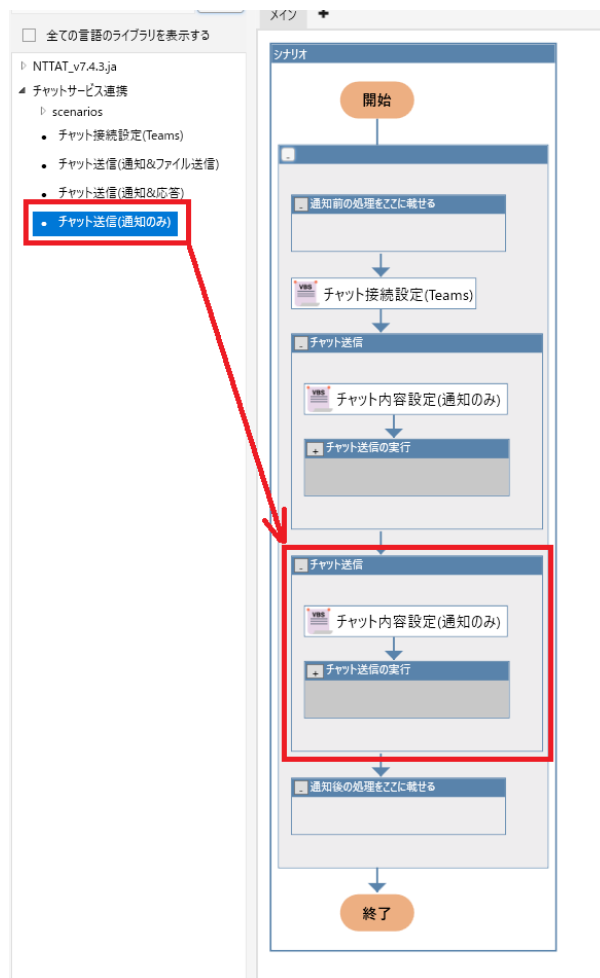 メイン +
全ての言語のライブラリを表示する
NTTAT_v7.4.3.ja
チャットサービス連携
scenarios
チャット接続設定(Teams)
チャット送信(通知&ファイル送信)
チャット送信(通知&応答)
チャット送信(通知のみ)
シナリオ
開始
通知前の処理をここに載せる
VBS
チャット接続設定(Teams)
チャット送信
VBS
チャット内容設定(通知のみ)
チャット送信の実行
チャット送信
VBS
チャット内容設定(通知のみ)
チャット送信の実行
通知後の処理をここに載せる
終了